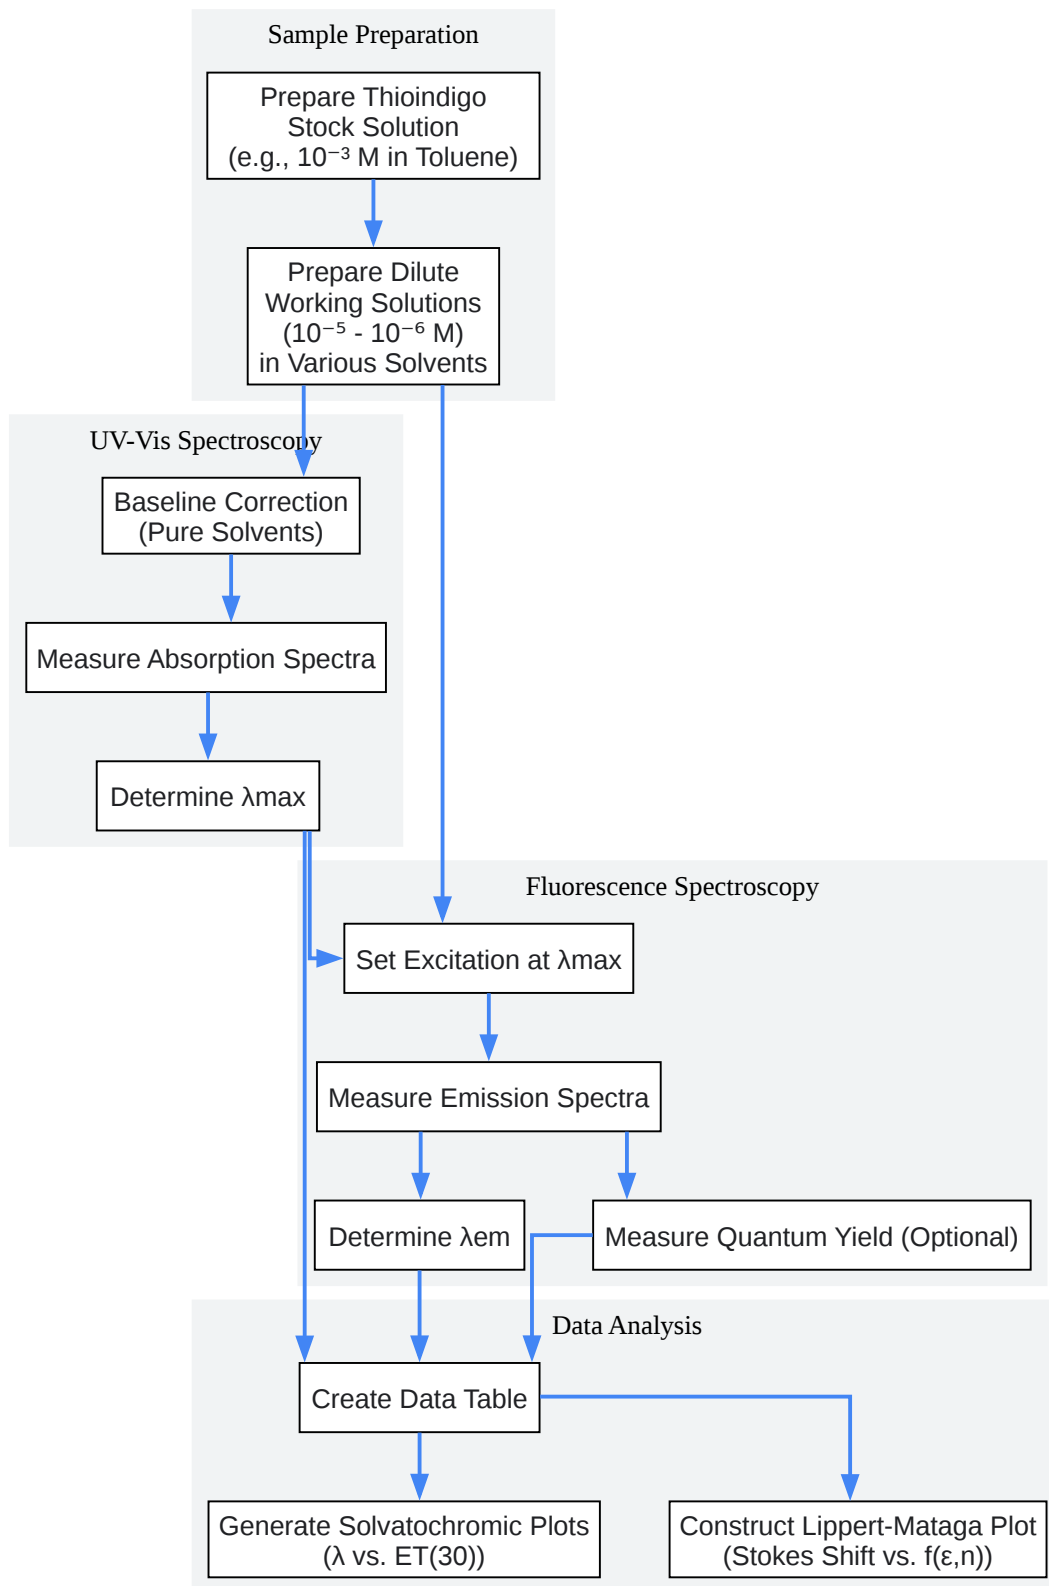 Sample Preparation
Prepare Thioindigo
Stock Solution
(e.g., 10⁻³ M in Toluene)
Prepare Dilute
Working Solutions
(10⁻⁵ - 10⁻⁶ M)
in Various Solvents
UV-Vis Spectroscopy
Baseline Correction
(Pure Solvents)
Measure Absorption Spectra
Determine λmax
Fluorescence Spectroscopy
Set Excitation at λmax
Measure Emission Spectra
Determine λem
Measure Quantum Yield (Optional)
Data Analysis
Create Data Table
Generate Solvatochromic Plots
(λ vs. ET(30))
Construct Lippert-Mataga Plot
(Stokes Shift vs. f(ε,n))